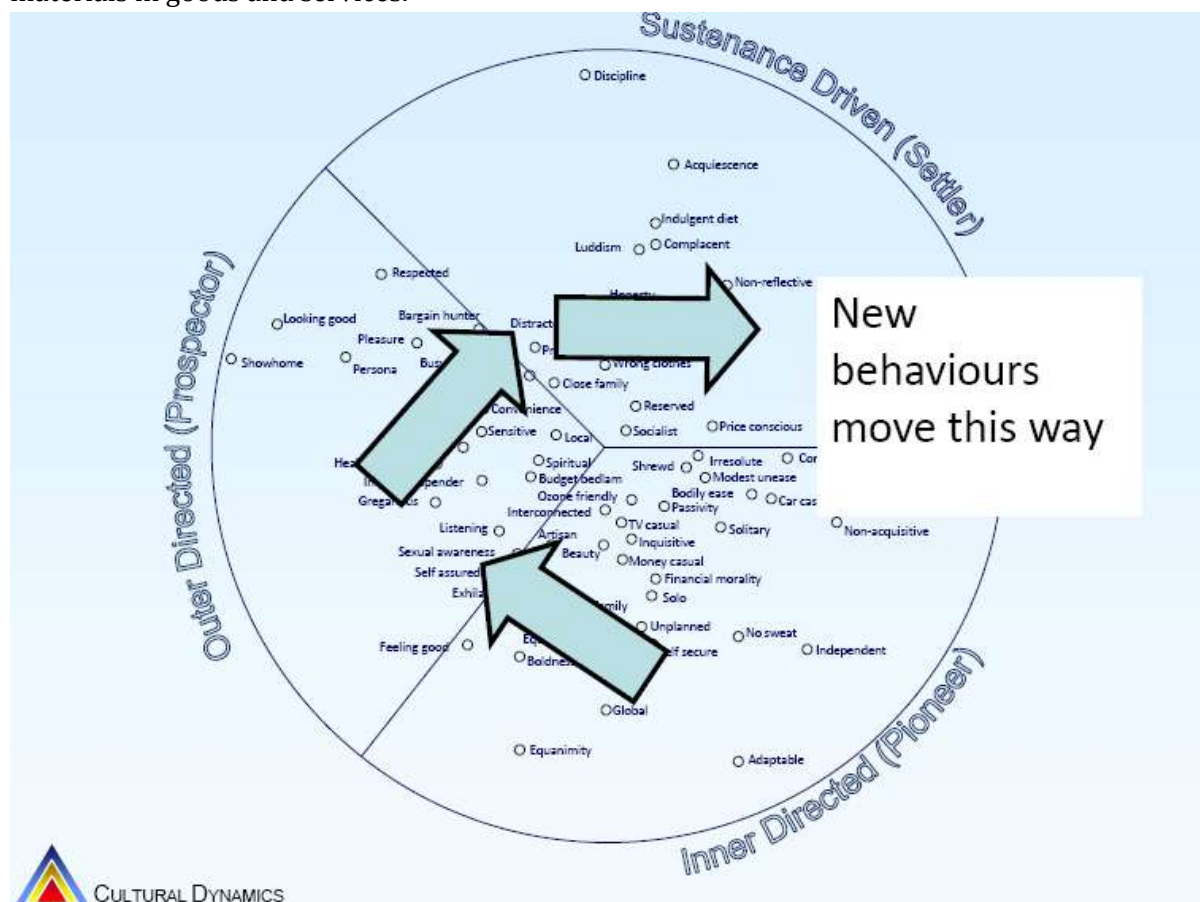 materials in goods and services.
Sustenance Driven (Settler)
Discipline
Acquiescence
Indulgent diet
Luddism
Complacent
Non-reflective
Respected
Looking good
Bargain hunter
Pleasure
Showhome
Persona
Close family
Reserved
Socialist
Price conscious
New
behaviours
move this way
Outer Directed (Prospector)
Sensitive
Local
Spiritual
Budget bedlam
Ozone friendly
Interconnected
Listening
Artisan
Sexual awareness
Beauty
Self assured
Feeling good
Boldness
Equanimity
Shrewd
Irresolute
Modest unease
Bodily ease
Passivity
TV casual
Solitary
Non-acquisitive
Inquisitive
Money casual
Financial morality
Solo
Unplanned
No sweat
Independent
Global
Adaptable
Inner Directed (Pioneer)
CULTURAL DYNAMICS